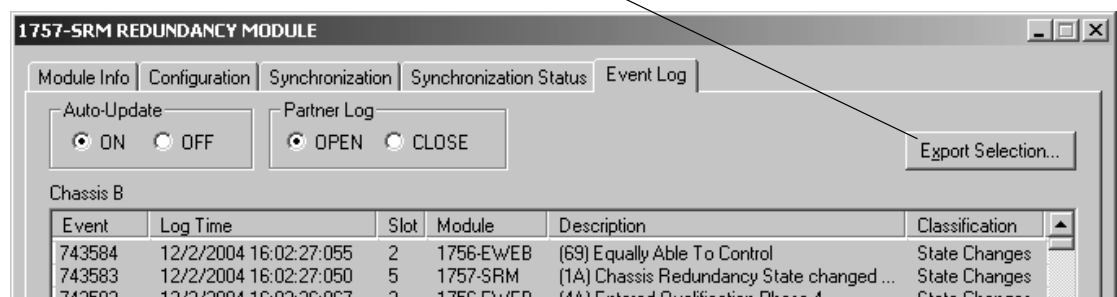 1757-SRM REDUNDANCY MODULE
Module Info Configuration Synchronization Synchronization Status Event Log
Auto-Update Partner Log
ON OFF OPEN CLOSE
Export Selection...
Chassis B
Event Log Time Slot Module Description Classification
743584 12/2/2004 16:02:27:055 2 1756-EWEB (69) Equally Able To Control State Changes
743583 12/2/2004 16:02:27:050 5 1757-SRM (1A) Chassis Redundancy State changed ... State Changes